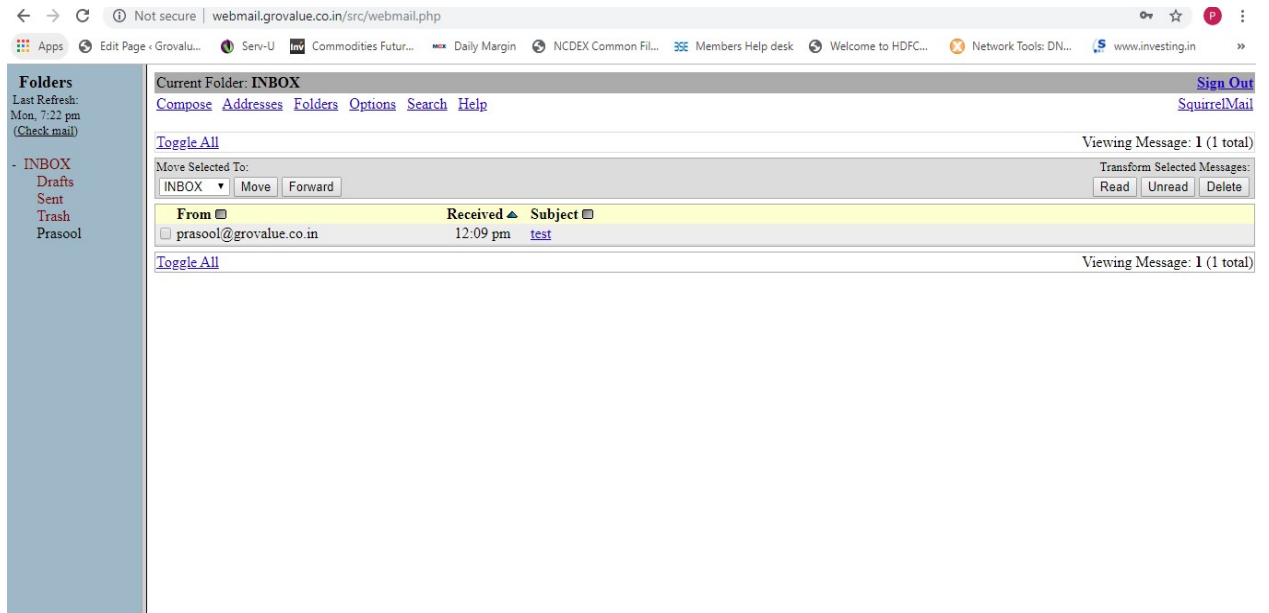 Not secure | webmail.grovalue.co.in/src/webmail.php P
Apps Edit Page ‹ Grovalu... Serv-U Inv Commodities Futur... MCX Daily Margin NCDEX Common Fil... BSE Members Help desk Welcome to HDFC... Network Tools: DN... S www.investing.in »
Folders
Last Refresh:
Mon, 7:22 pm
(Check mail)
- INBOX
Drafts
Sent
Trash
Prasool
Current Folder: INBOX Sign Out
Compose Addresses Folders Options Search Help SquirrelMail
Toggle All Viewing Message: 1 (1 total)
Move Selected To: Transform Selected Messages:
INBOX Move Forward Read Unread Delete
From Received Subject
prasool@grovalue.co.in 12:09 pm test
Toggle All Viewing Message: 1 (1 total)